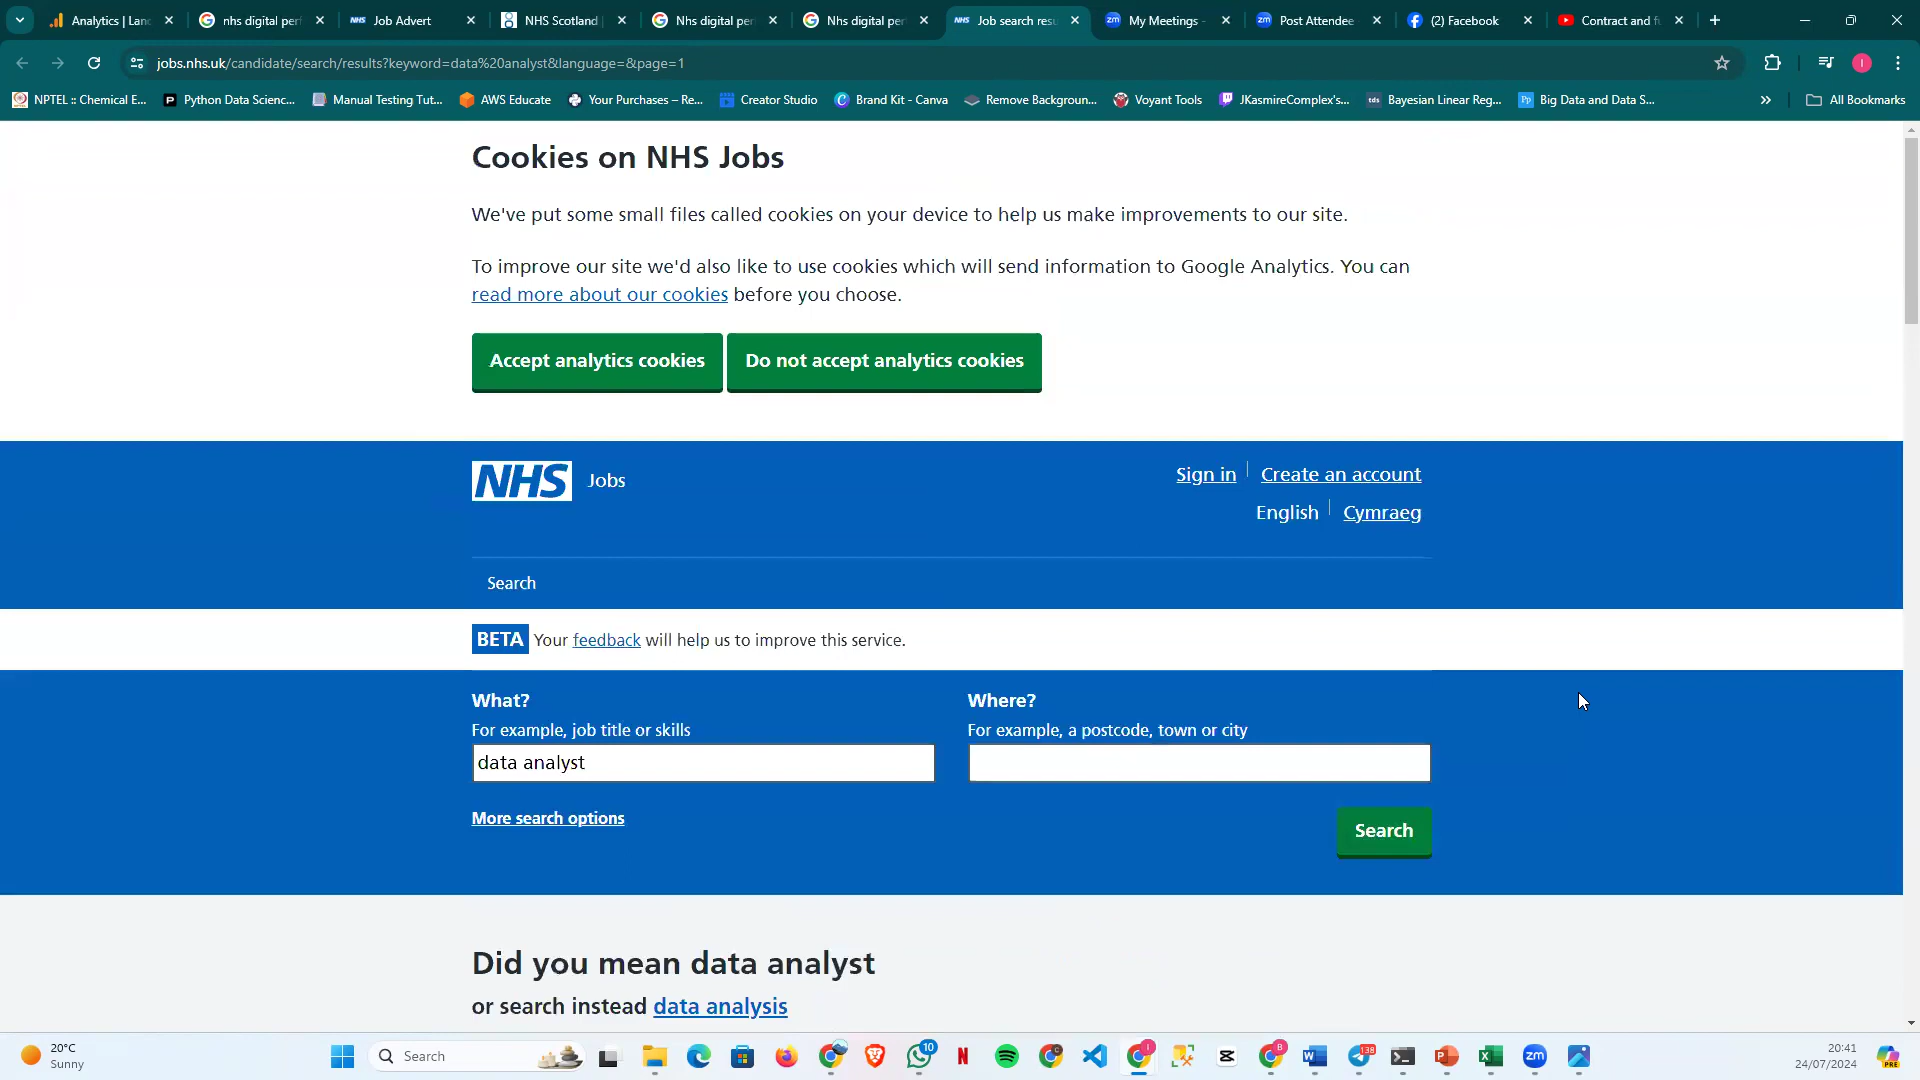 Analytics | Lanc
nhs digital perf
Job Advert
NHS Scotland |
Nhs digital perf
Nhs digital perf
Job search resu
My Meetings -
Post Attendee
(2) Facebook
Contract and fu
jobs.nhs.uk/candidate/search/results?keyword=data%20analyst&language=&page=1
NPTEL :: Chemical E...
Python Data Scienc...
Manual Testing Tut...
AWS Educate
Your Purchases – Re...
Creator Studio
Brand Kit - Canva
Remove Backgroun...
Voyant Tools
JKasmireComplex's...
Bayesian Linear Reg...
Big Data and Data S...
All Bookmarks
Cookies on NHS Jobs
We've put some small files called cookies on your device to help us make improvements to our site.
To improve our site we'd also like to use cookies which will send information to Google Analytics. You can
read more about our cookies before you choose.
Accept analytics cookies
Do not accept analytics cookies
NHS Jobs
Sign in
Create an account
English
Cymraeg
Search
BETA Your feedback will help us to improve this service.
What?
For example, job title or skills
data analyst
Where?
For example, a postcode, town or city
More search options
Search
Did you mean data analyst
or search instead data analysis
20°C
Sunny
Search
10
138
20:41
24/07/2024